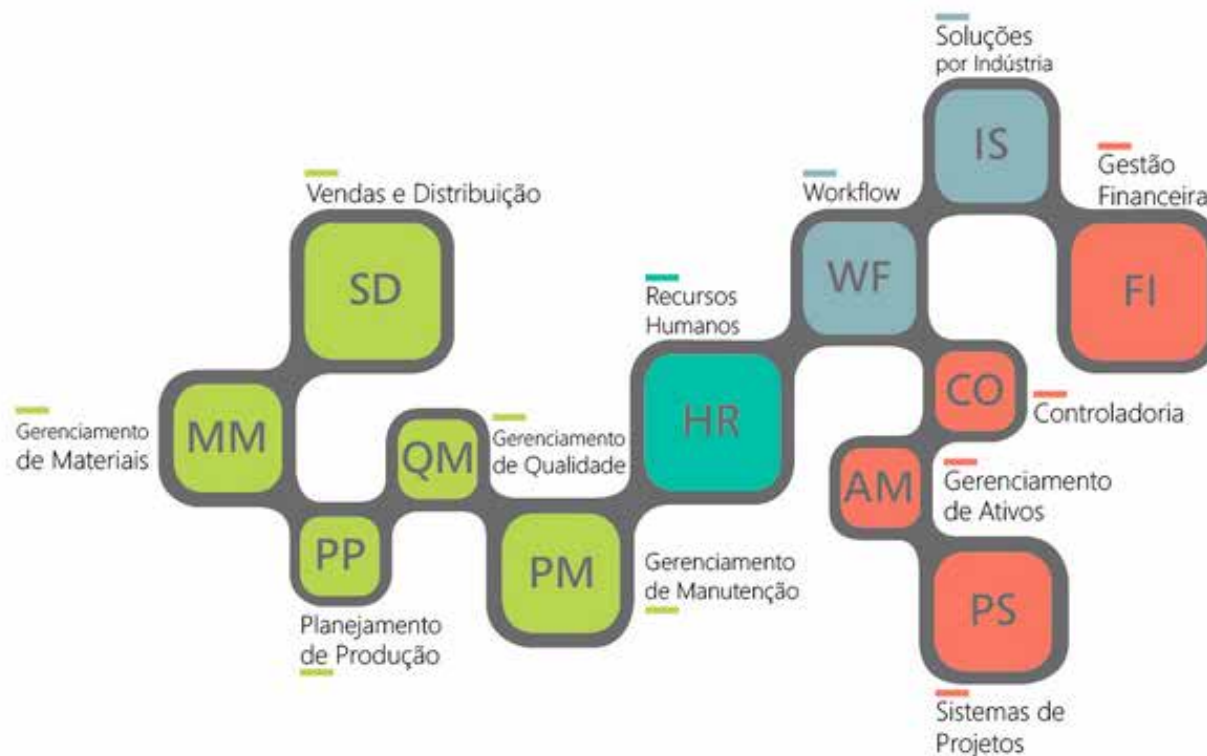 Soluções
por Indústria
IS
Gestão
Financeira
FI
Vendas e Distribuição
SD
Workflow
WF
Recursos
Humanos
HR
CO
Controladoria
Gerenciamento
de Materiais
MM
QM
Gerenciamento
de Qualidade
AM
Gerenciamento
de Ativos
PP
Planejamento
de Produção
PM
Gerenciamento
de Manutenção
PS
Sistemas de
Projetos